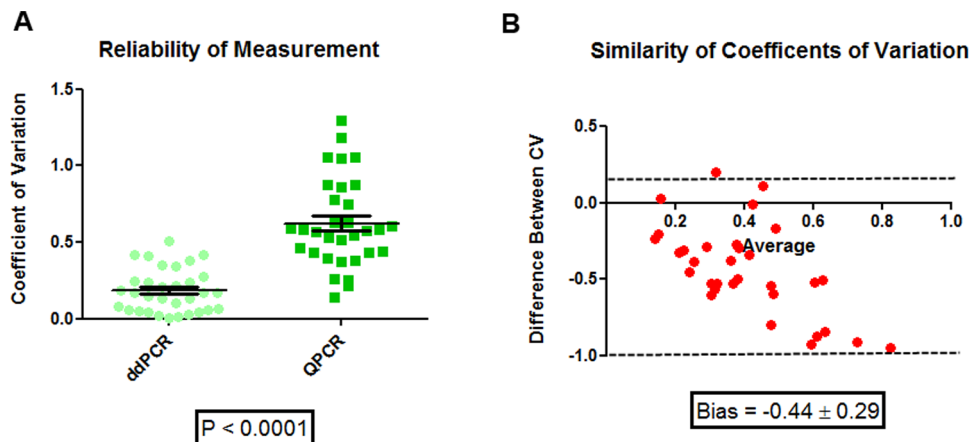 A
Reliability of Measurement
Coefficient of Variation
1.5
1.0
0.5
0.0
ddPCR
QPCR
P < 0.0001
B
Similarity of Coefficents of Variation
Difference Between CV
0.5
0.0
-0.5
-1.0
0.2
0.4
0.6
0.8
1.0
Average
Bias = -0.44 ± 0.29